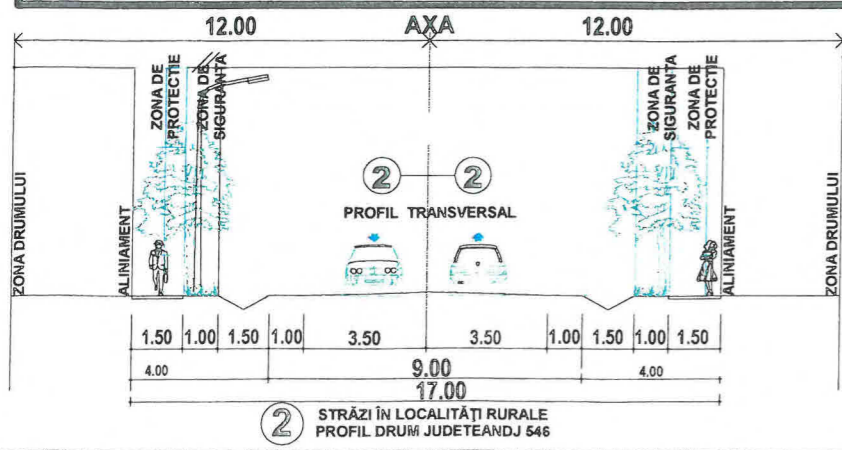 12.00 AXA 12.00
ZONA DRUMULUI
ALINIAMENT
ZONA DE
PROTECTIE
ZONA DE
SIGURANTA
ZONA DE
SIGURANTA
ZONA DE
PROTECTIE
ALINIAMENT
ZONA DRUMULUI
2 2
PROFIL TRANSVERSAL
1.50 1.00 1.50 1.00 3.50 3.50 1.00 1.50 1.00 1.50
4.00 9.00 4.00
17.00
2
STRĂZI ÎN LOCALITĂȚI RURALE
PROFIL DRUM JUDETEANDJ 546